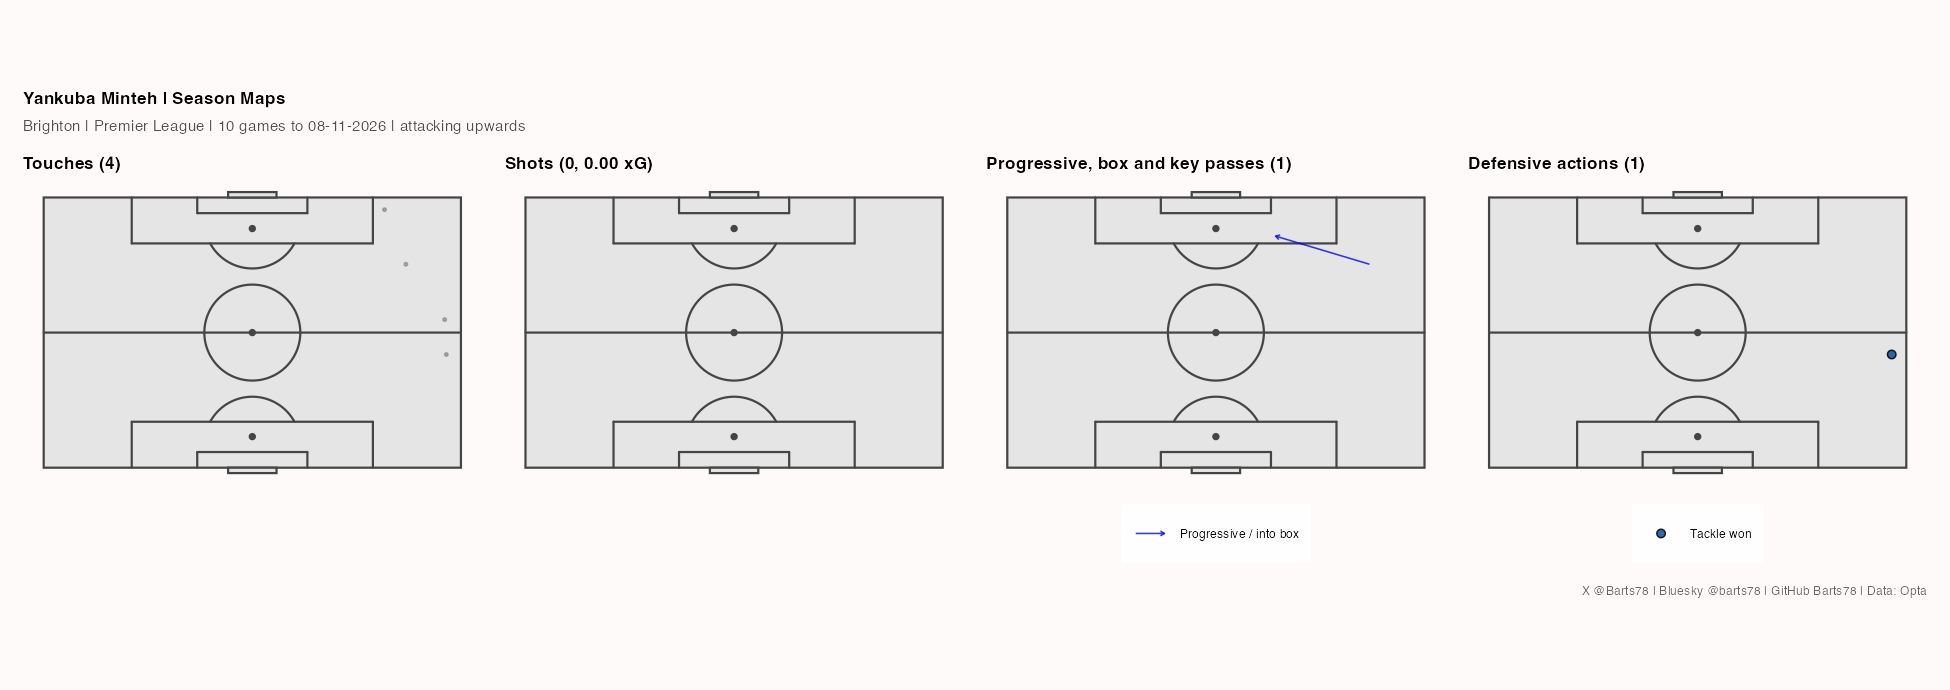 Yankuba Minteh | Season Maps
Brighton | Premier League | 10 games to 08-11-2026 | attacking upwards
Touches (4)
Shots (0, 0.00 xG)
Progressive, box and key passes (1)
Defensive actions (1)
Progressive / into box
Tackle won
X @Barts78 | Bluesky @barts78 | GitHub Barts78 | Data: Opta